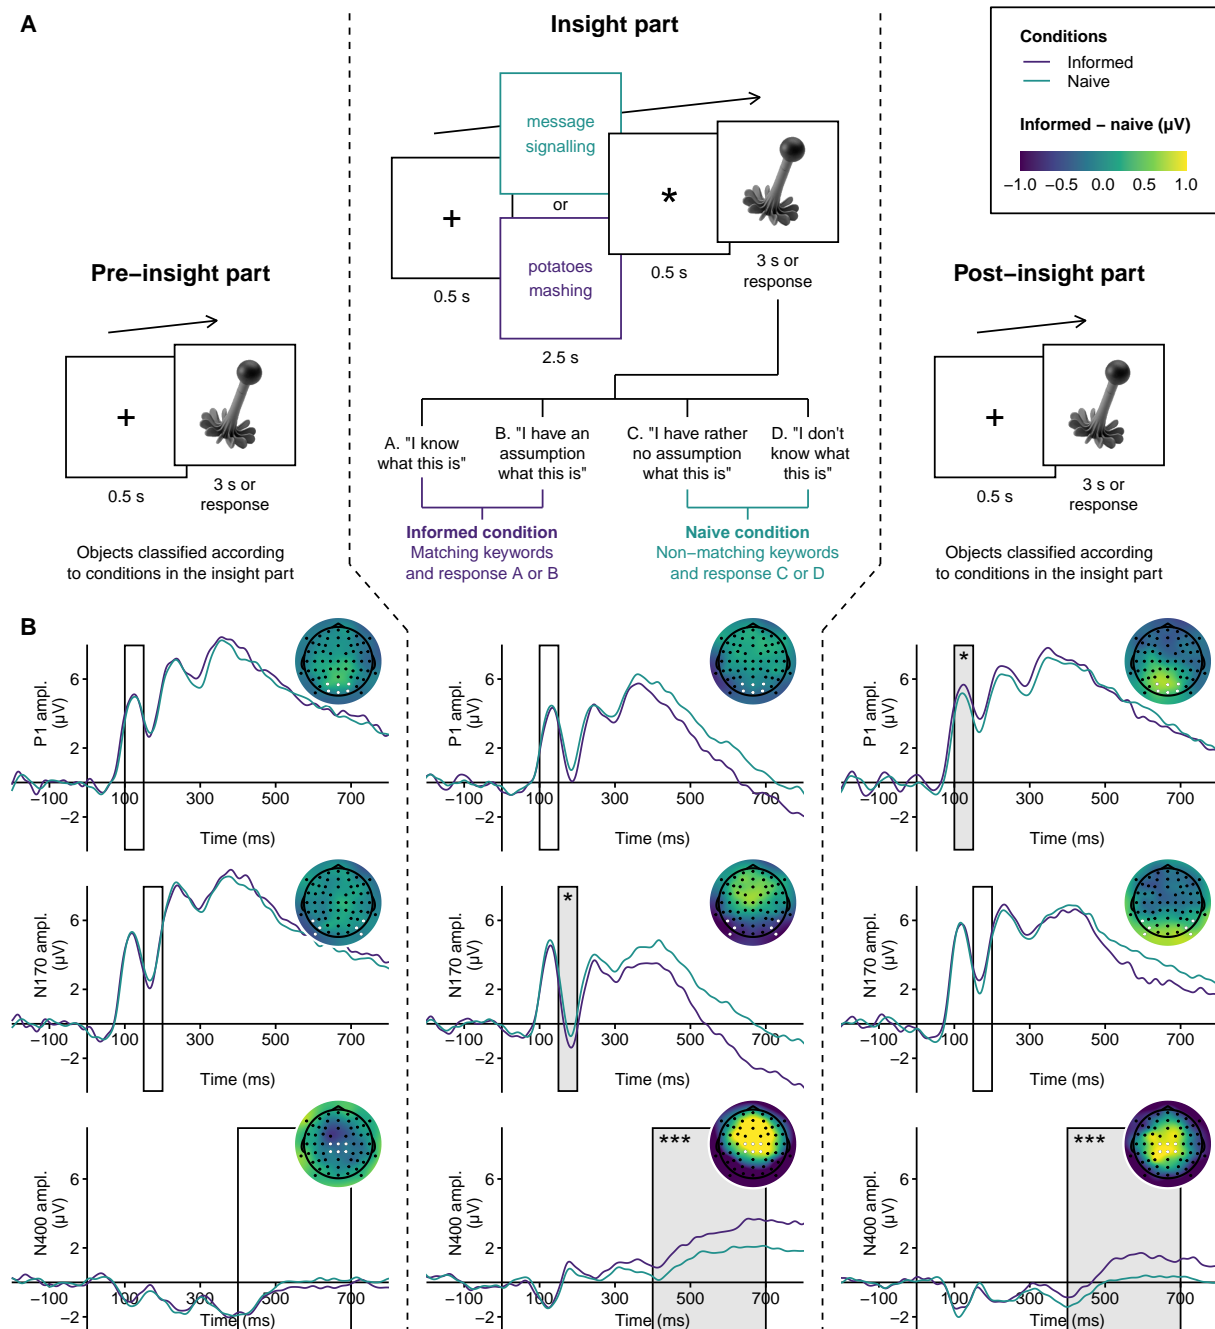 A
Insight part
Conditions
Informed
Naive
Informed − naive (µV)
−1.0 −0.5 0.0 0.5 1.0
message
signalling
+
or
*
potatoes
mashing
0.5 s
0.5 s
3 s or
response
2.5 s
Pre−insight part
+
0.5 s
3 s or
response
Objects classified according
to conditions in the insight part
A. "I know
what this is"
B. "I have an
assumption
what this is"
C. "I have rather
no assumption
what this is"
D. "I don't
know what
this is"
Informed condition
Matching keywords
and response A or B
Naive condition
Non−matching keywords
and response C or D
Post−insight part
+
0.5 s
3 s or
response
Objects classified according
to conditions in the insight part
B
P1 ampl.
(µV)
6
2
−2
−100 100 300 500 700
Time (ms)
P1 ampl.
(µV)
6
2
−2
−100 100 300 500 700
Time (ms)
P1 ampl.
(µV)
*
6
2
−2
−100 100 300 500 700
Time (ms)
N170 ampl.
(µV)
6
2
−2
−100 100 300 500 700
Time (ms)
N170 ampl.
(µV)
*
6
2
−2
−100 100 300 500 700
Time (ms)
N170 ampl.
(µV)
6
2
−2
−100 100 300 500 700
Time (ms)
N400 ampl.
(µV)
6
2
−2
−100 100 300 500 700
Time (ms)
N400 ampl.
(µV)
***
6
2
−2
−100 100 300 500 700
Time (ms)
N400 ampl.
(µV)
***
6
2
−2
−100 100 300 500 700
Time (ms)